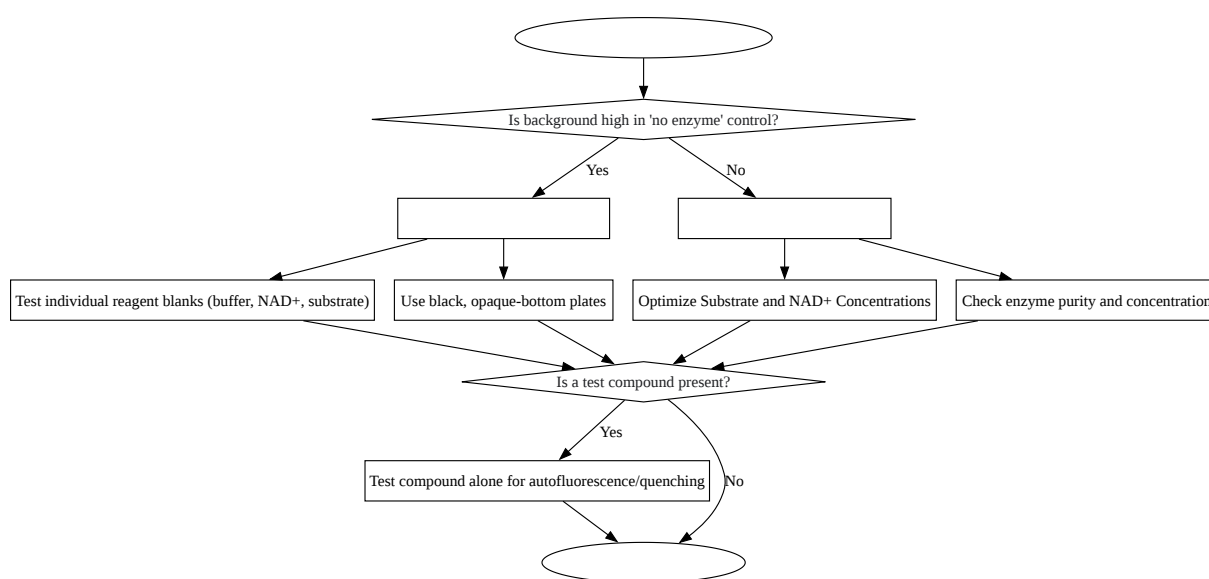 Is background high in 'no enzyme' control?
Yes
No
Test individual reagent blanks (buffer, NAD+, substrate)
Use black, opaque-bottom plates
Optimize Substrate and NAD+ Concentrations
Check enzyme purity and concentration
Is a test compound present?
Yes
Test compound alone for autofluorescence/quenching
No